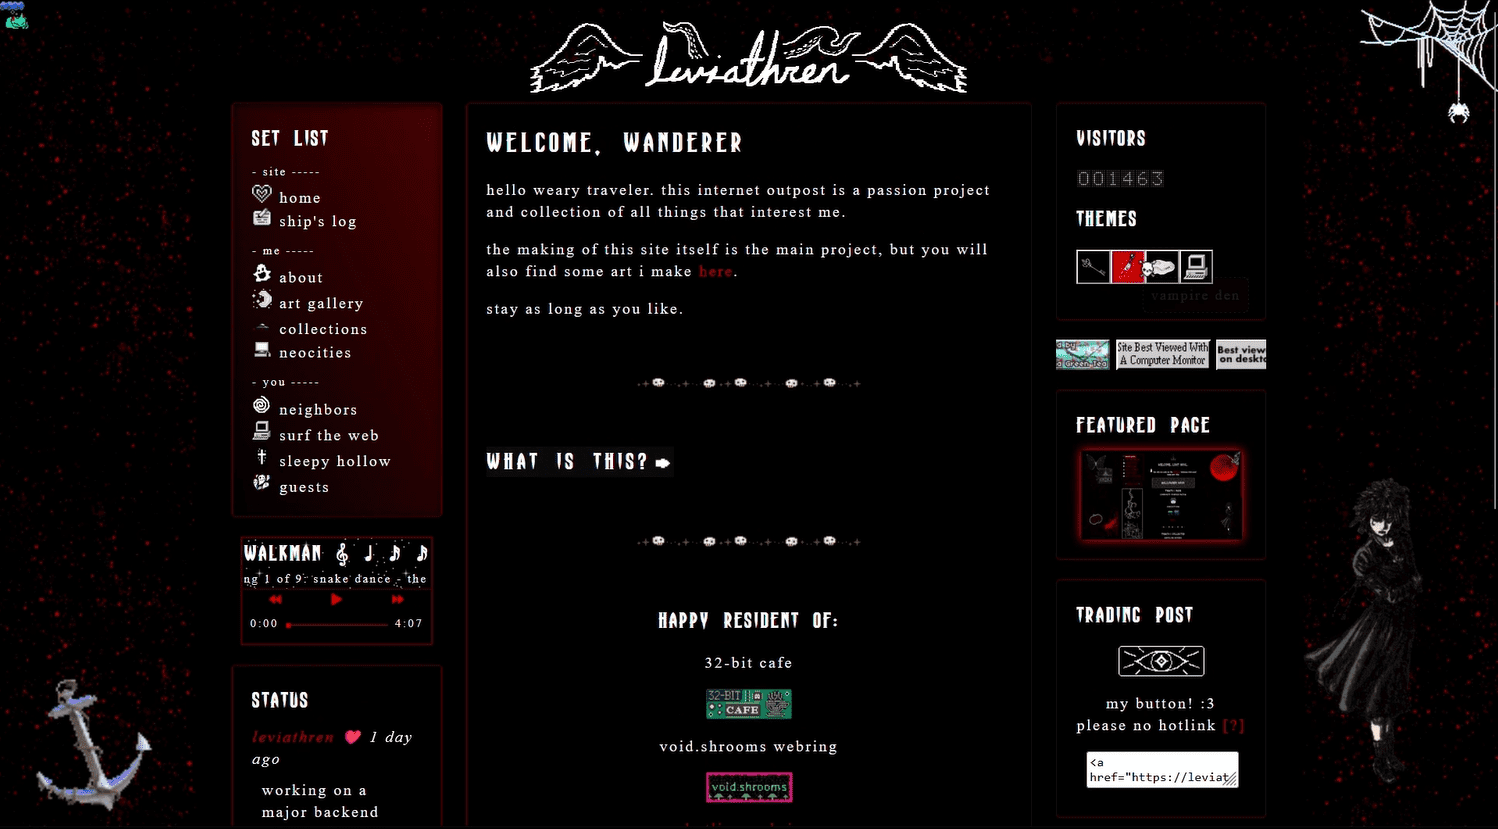 leviathren
SET LIST
- site -----
home
ship's log
- me -----
about
art gallery
collections
neocities
- you -----
neighbors
surf the web
sleepy hollow
guests
WALKMAN
ng 1 of 9: snake dance - the
0:00
4:07
STATUS
leviathren 1 day
ago
working on a
major backend
WELCOME, WANDERER
hello weary traveler. this internet outpost is a passion project
and collection of all things that interest me.
the making of this site itself is the main project, but you will
also find some art i make here.
stay as long as you like.
WHAT IS THIS?
HAPPY RESIDENT OF:
32-bit cafe
32-BIT
CAFE
void.shrooms webring
void.shrooms
VISITORS
001463
THEMES
vampire den
d by
a Green Tea
Site Best Viewed With
A Computer Monitor
Best view
on deskto
FEATURED PAGE
TRADING POST
my button! :3
please no hotlink [?]
<a
href="https://leviat